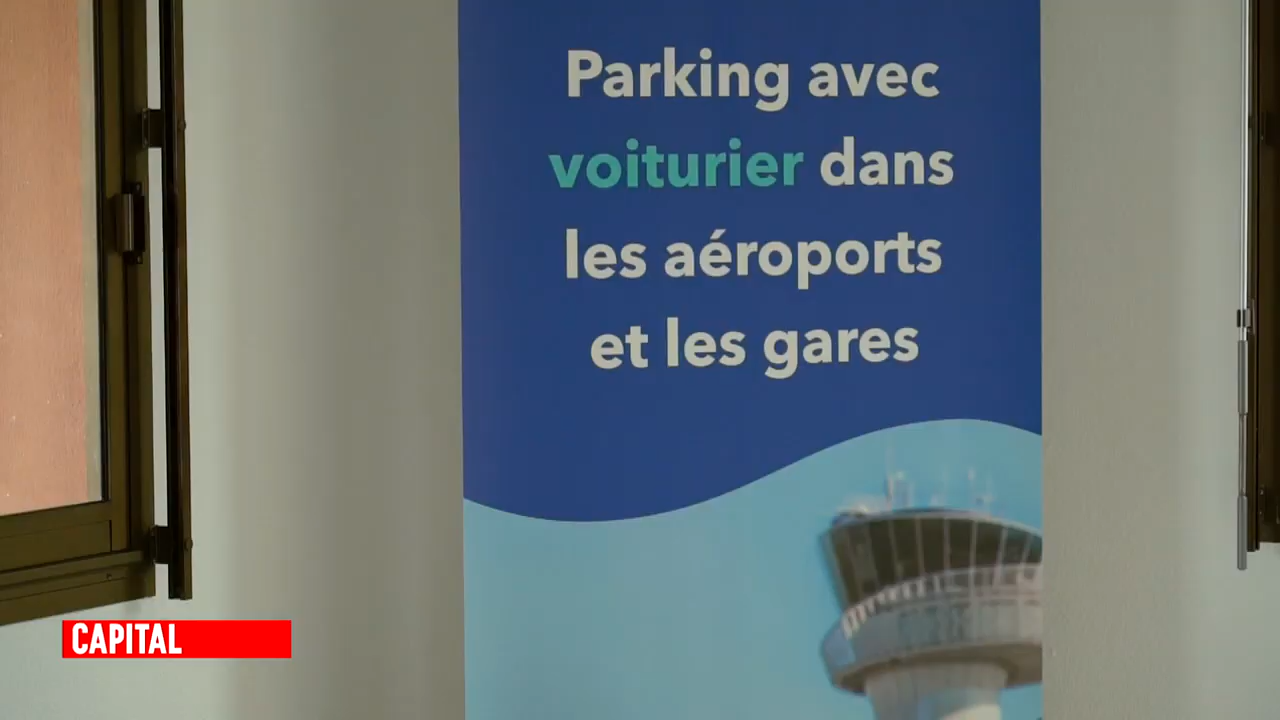 Parking avec
voiturier dans
les aéroports
et les gares
CAPITAL